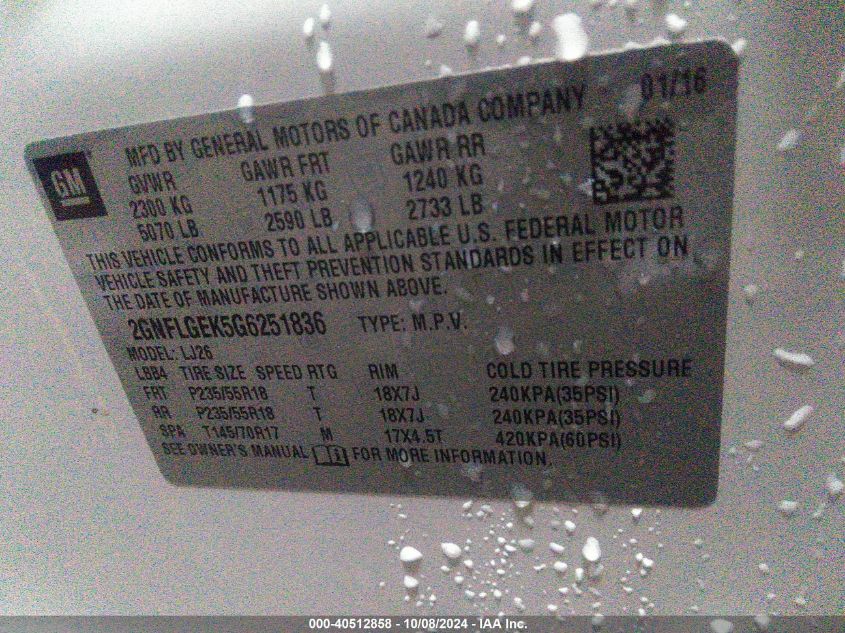 01/16
MFD BY GENERAL MOTORS OF CANADA COMPANY
GM
GVWR GAWR FRT GAWR RR
2300 KG 1175 KG 1240 KG
5070 LB 2590 LB 2733 LB
THIS VEHICLE CONFORMS TO ALL APPLICABLE U.S. FEDERAL MOTOR
VEHICLE SAFETY AND THEFT PREVENTION STANDARDS IN EFFECT ON
THE DATE OF MANUFACTURE SHOWN ABOVE.
2GNFLGEK5G6251836 TYPE: M.P.V.
MODEL: LJ26
LBB4 TIRE SIZE SPEED RTG RIM COLD TIRE PRESSURE
FRT P235/55R18 T 18X7J 240KPA(35PSI)
RR P235/55R18 T 18X7J 240KPA(35PSI)
SPA T145/70R17 M 17X4.5T 420KPA(60PSI)
SEE OWNER'S MANUAL FOR MORE INFORMATION.
000-40512858 - 10/08/2024 - IAA Inc.